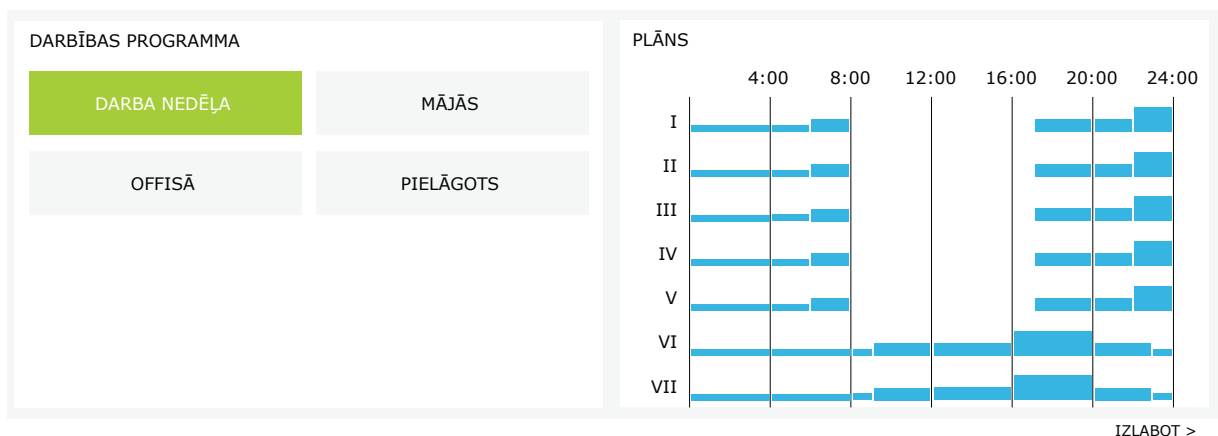 DARBĪBAS PROGRAMMA
DARBA NEDĒĻA
MĀJĀS
OFFISĀ
PIELĀGOTS
PLĀNS
4:00 8:00 12:00 16:00 20:00 24:00
I
II
III
IV
V
VI
VII
IZLABOT >